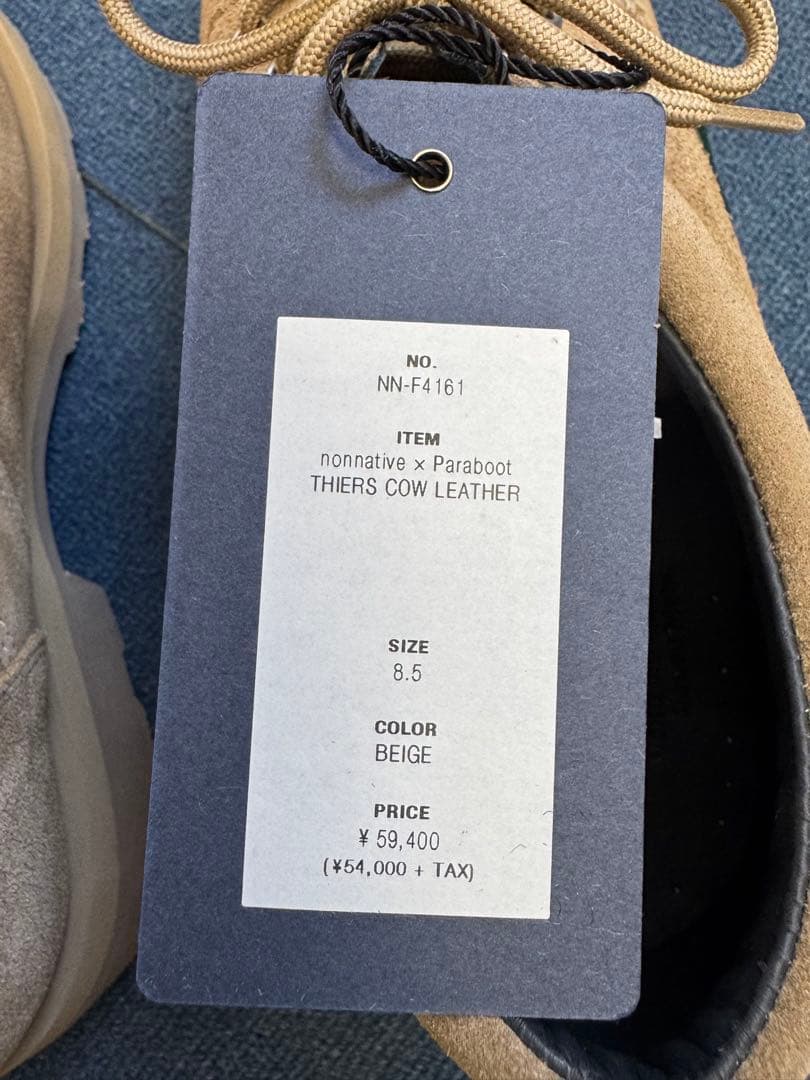 NO.
NN-F4161
ITEM
nonnative × Paraboot
THIERS COW LEATHER
SIZE
8.5
COLOR
BEIGE
PRICE
¥ 59,400
(¥54,000 + TAX)